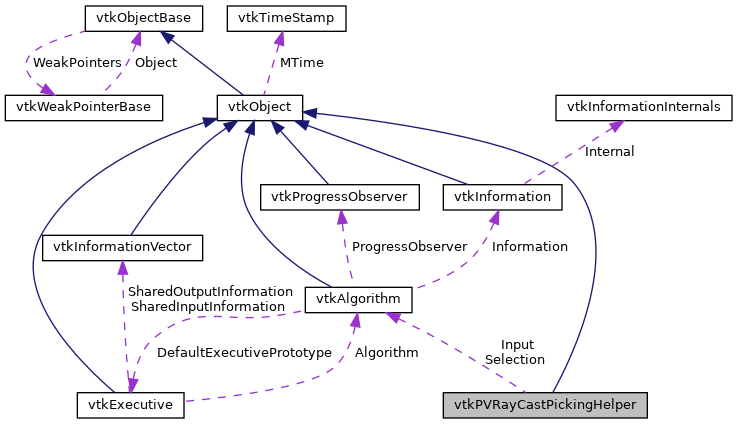 vtkObjectBase
vtkTimeStamp
WeakPointers
Object
MTime
vtkWeakPointerBase
vtkObject
vtkInformationInternals
Internal
vtkProgressObserver
vtkInformation
vtkInformationVector
ProgressObserver
Information
SharedOutputInformation
SharedInputInformation
vtkAlgorithm
DefaultExecutivePrototype
Algorithm
Input
Selection
vtkExecutive
vtkPVRayCastPickingHelper